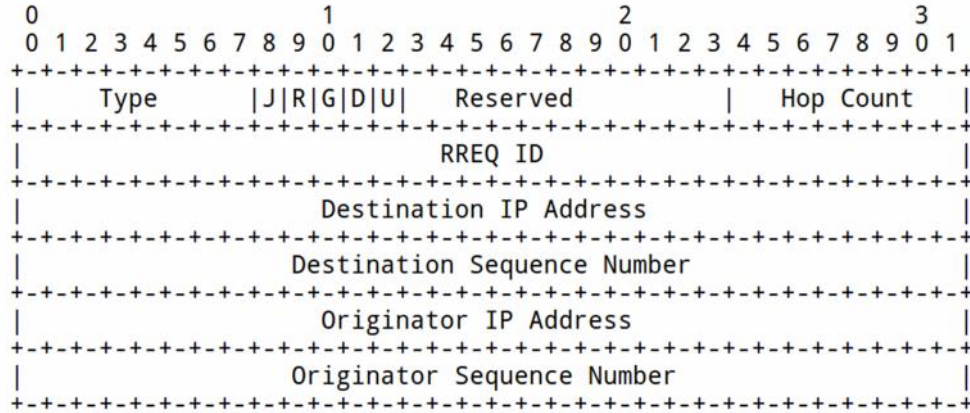 0                   1                   2                   3
0 1 2 3 4 5 6 7 8 9 0 1 2 3 4 5 6 7 8 9 0 1 2 3 4 5 6 7 8 9 0 1
+-+-+-+-+-+-+-+-+-+-+-+-+-+-+-+-+-+-+-+-+-+-+-+-+-+-+-+-+-+-+-+-+
|     Type      |J|R|G|D|U|   Reserved          |   Hop Count   |
+-+-+-+-+-+-+-+-+-+-+-+-+-+-+-+-+-+-+-+-+-+-+-+-+-+-+-+-+-+-+-+-+
|                            RREQ ID                            |
+-+-+-+-+-+-+-+-+-+-+-+-+-+-+-+-+-+-+-+-+-+-+-+-+-+-+-+-+-+-+-+-+
|                    Destination IP Address                     |
+-+-+-+-+-+-+-+-+-+-+-+-+-+-+-+-+-+-+-+-+-+-+-+-+-+-+-+-+-+-+-+-+
|                  Destination Sequence Number                  |
+-+-+-+-+-+-+-+-+-+-+-+-+-+-+-+-+-+-+-+-+-+-+-+-+-+-+-+-+-+-+-+-+
|                    Originator IP Address                      |
+-+-+-+-+-+-+-+-+-+-+-+-+-+-+-+-+-+-+-+-+-+-+-+-+-+-+-+-+-+-+-+-+
|                  Originator Sequence Number                   |
+-+-+-+-+-+-+-+-+-+-+-+-+-+-+-+-+-+-+-+-+-+-+-+-+-+-+-+-+-+-+-+-+